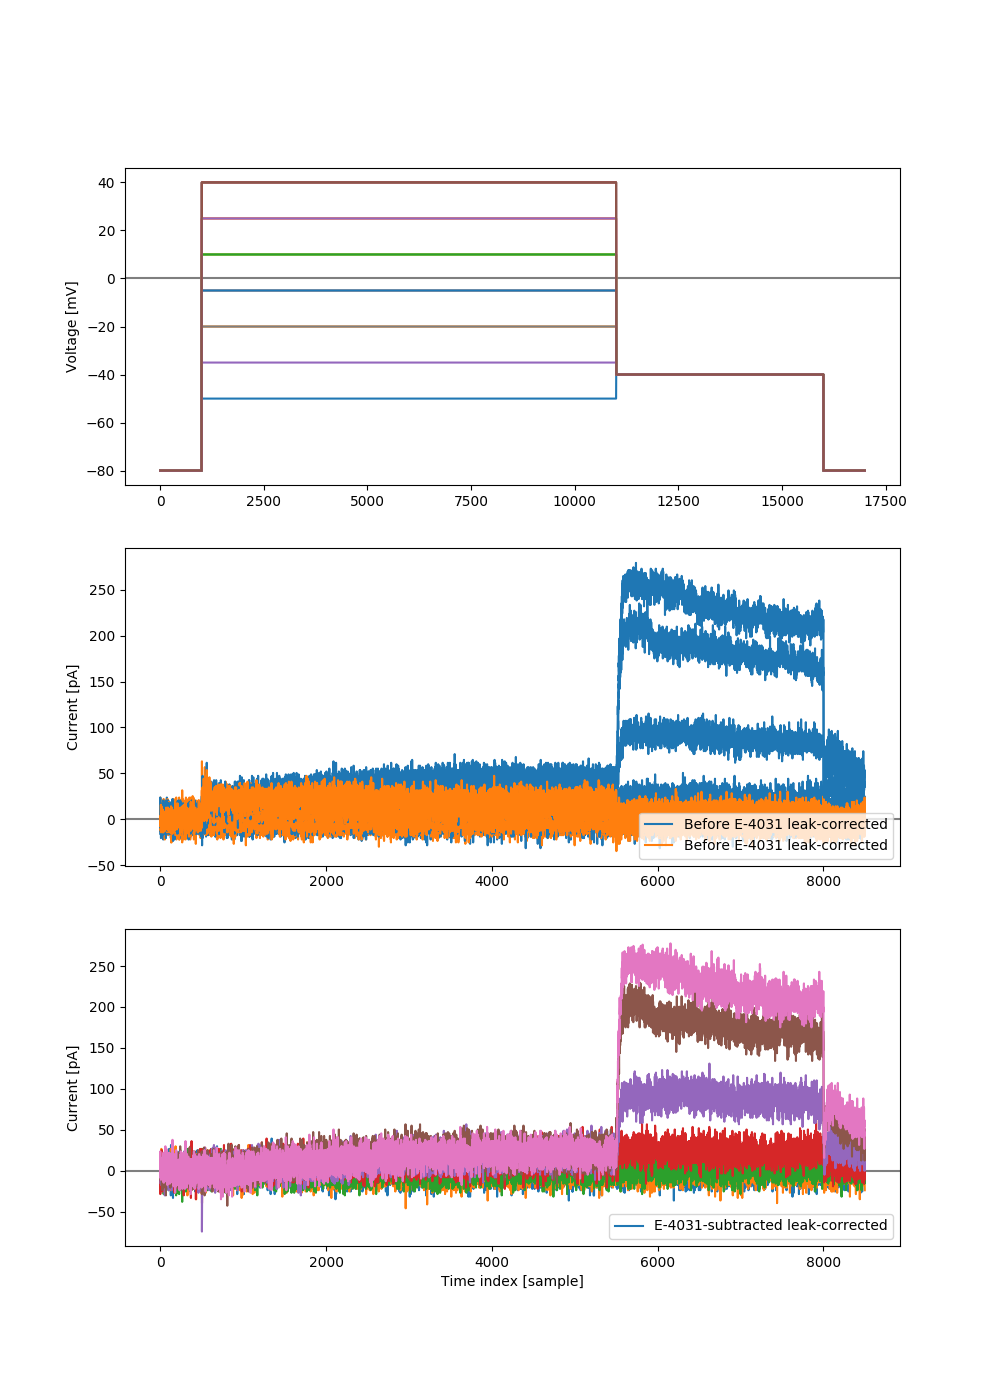 40
20
0
−20
−40
−60
−80
Voltage [mV]
0 2500 5000 7500 10000 12500 15000 17500
250
200
150
100
50
0
−50
Current [pA]
Before E-4031 leak-corrected
Before E-4031 leak-corrected
0 2000 4000 6000 8000
250
200
150
100
50
0
−50
Current [pA]
E-4031-subtracted leak-corrected
0 2000 4000 6000 8000
Time index [sample]